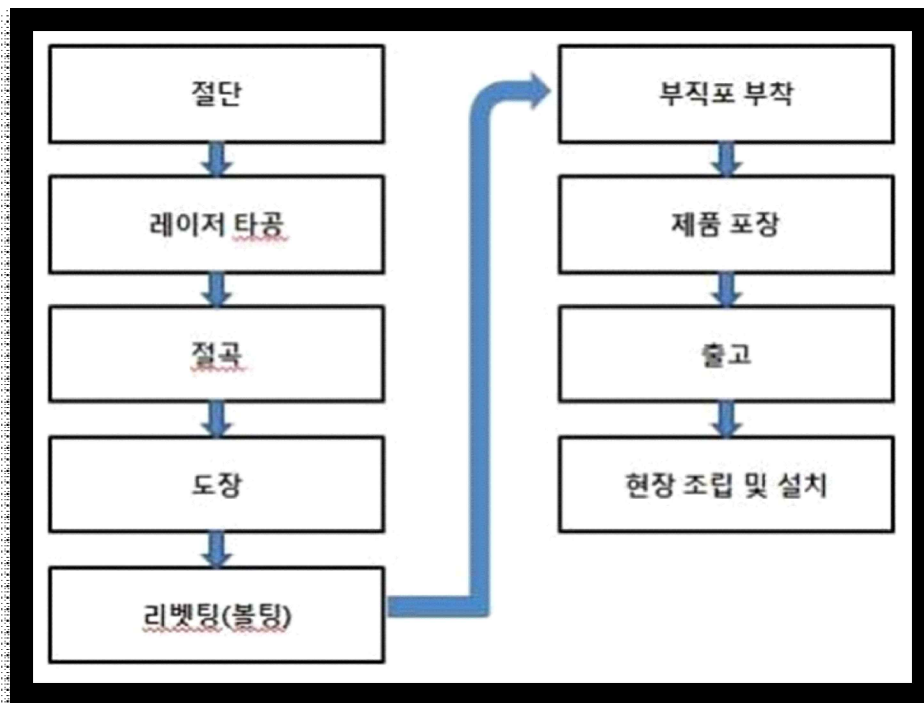 절단
레이저 타공
절곡
도장
리벳팅(볼팅)
부직포 부착
제품 포장
출고
현장 조립 및 설치